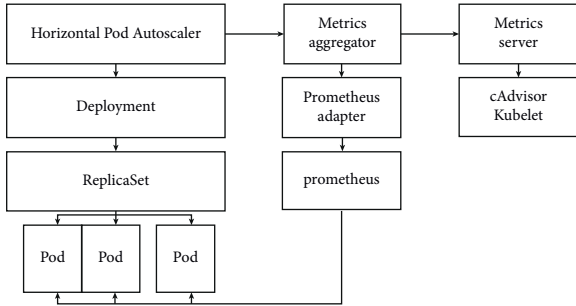 Horizontal Pod Autoscaler
Metrics
aggregator
Metrics
server
Deployment
Prometheus
adapter
cAdvisor
Kubelet
ReplicaSet
prometheus
Pod
Pod
Pod